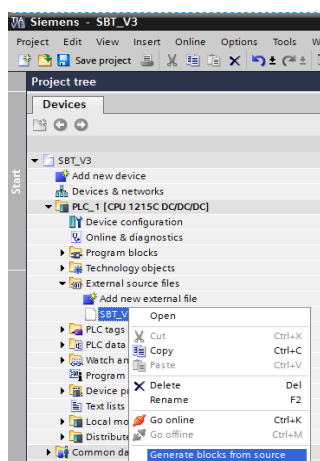 Siemens - SBT_V3
Project Edit View Insert Online Options Tools
Save project
Project tree
Devices
Start
SBT_V3
Add new device
Devices & networks
PLC_1 [CPU 1215C DC/DC/DC]
Device configuration
Online & diagnostics
Program blocks
Technology objects
External source files
Add new external file
SBT_V
Open
Cut Ctrl+X
Copy Ctrl+C
Paste Ctrl+V
Delete Del
Rename F2
Go online Ctrl+K
Go offline Ctrl+M
Generate blocks from source
PLC tags
PLC data
Watch an
Program
Device p
Text lists
Local mo
Distribute
Common da